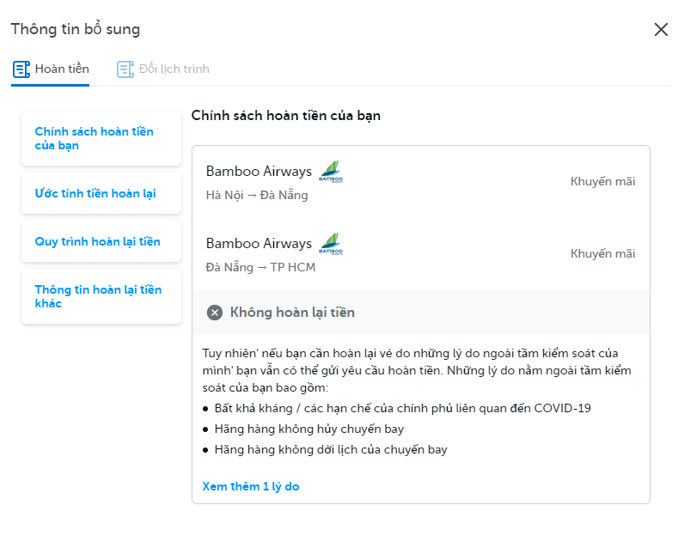 Thông tin bổ sung
Hoàn tiền
Đổi lịch trình
Chính sách hoàn tiền
của bạn
Ước tính tiền hoàn lại
Quy trình hoàn lại tiền
Thông tin hoàn lại tiền
khác
Chính sách hoàn tiền của bạn
Bamboo Airways BAMBOO
Hà Nội → Đà Nẵng
Khuyến mãi
Bamboo Airways BAMBOO
Đà Nẵng → TP HCM
Khuyến mãi
Không hoàn lại tiền
Tuy nhiên' nếu bạn cần hoàn lại vé do những lý do ngoài tầm kiểm soát của
mình' bạn vẫn có thể gửi yêu cầu hoàn tiền. Những lý do nằm ngoài tầm kiểm
soát của bạn bao gồm:
• Bất khả kháng / các hạn chế của chính phủ liên quan đến COVID-19
• Hãng hàng không hủy chuyến bay
• Hãng hàng không dời lịch của chuyến bay
Xem thêm 1 lý do